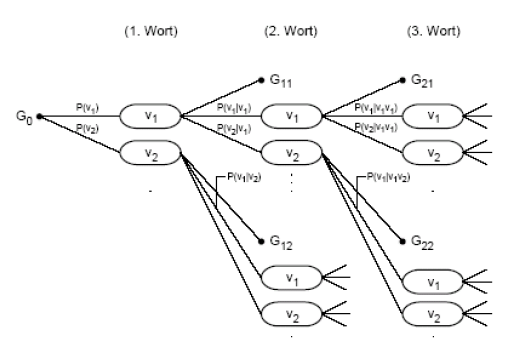 (1. Wort) (2. Wort) (3. Wort)
G11 G21
G0 P(v1) v1 P(v1|v1) v1 P(v1|v1v1) v1
P(v2) P(v2|v1) P(v2|v1v1)
v2 v2 v2
P(v1|v2) P(v1|v1v2)
G12 G22
v1 v1
v2 v2